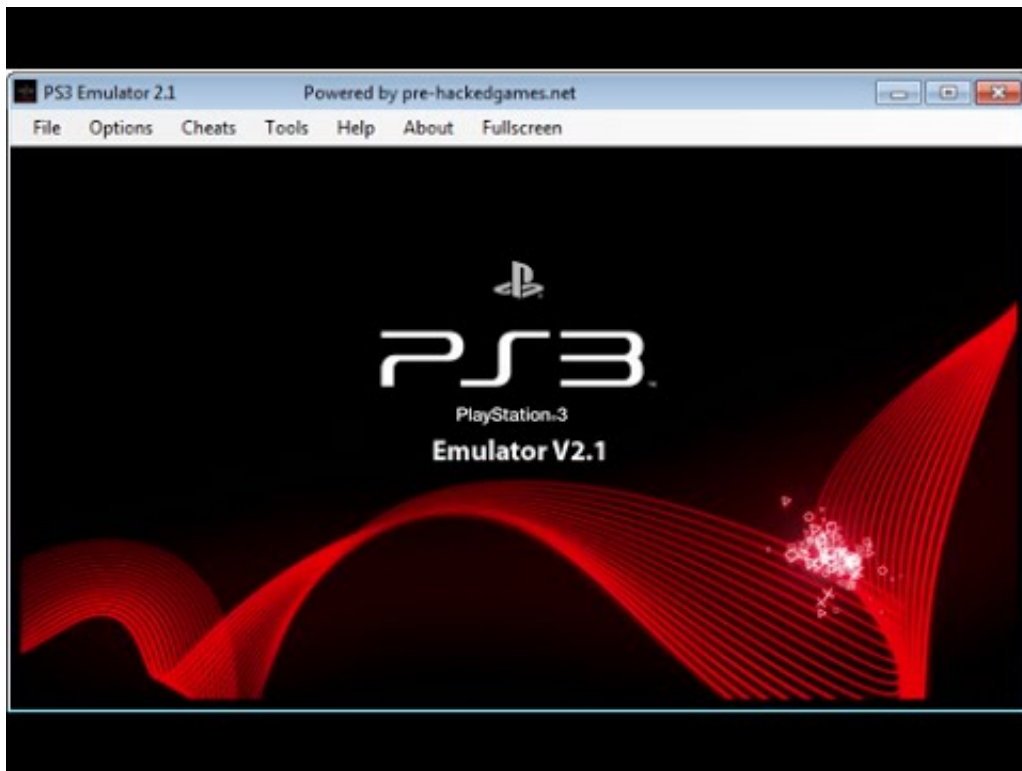 PS3 Emulator 2.1 Powered by pre-hackedgames.net
File Options Cheats Tools Help About Fullscreen
PS3
PlayStation®3
Emulator V2.1